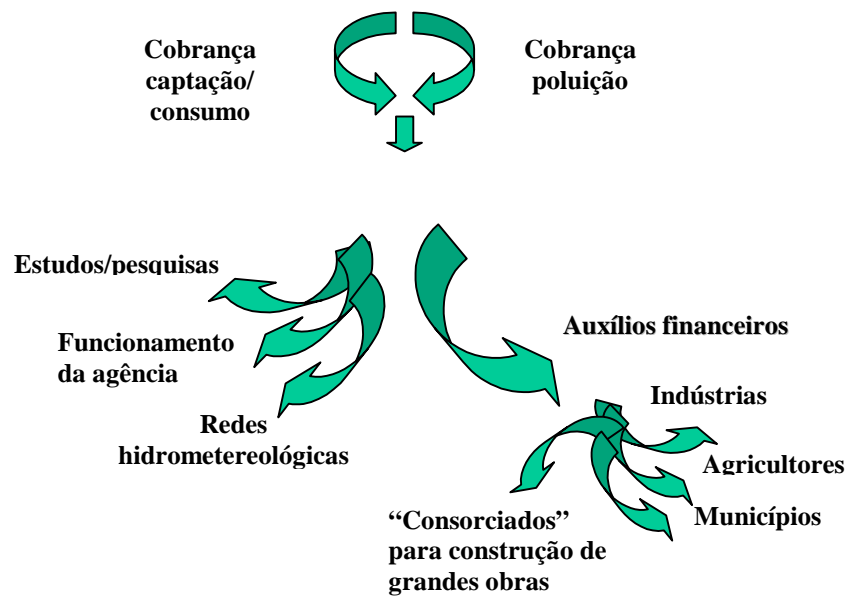 Cobrança
captação/
consumo
Cobrança
poluição
Estudos/pesquisas
Funcionamento
da agência
Redes
hidrometereológicas
Auxílios financeiros
Indústrias
Agricultores
Municípios
“Consorciados”
para construção de
grandes obras